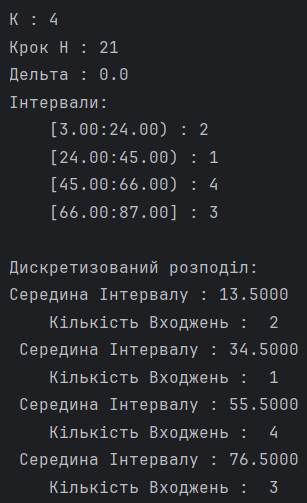 К : 4
Крок H : 21
Дельта : 0.0
Інтервали:
[3.00:24.00) : 2
[24.00:45.00) : 1
[45.00:66.00) : 4
[66.00:87.00] : 3
Дискретизований розподіл:
Середина Інтервалу : 13.5000
Кількість Входжень :  2
Середина Інтервалу : 34.5000
Кількість Входжень :  1
Середина Інтервалу : 55.5000
Кількість Входжень :  4
Середина Інтервалу : 76.5000
Кількість Входжень :  3